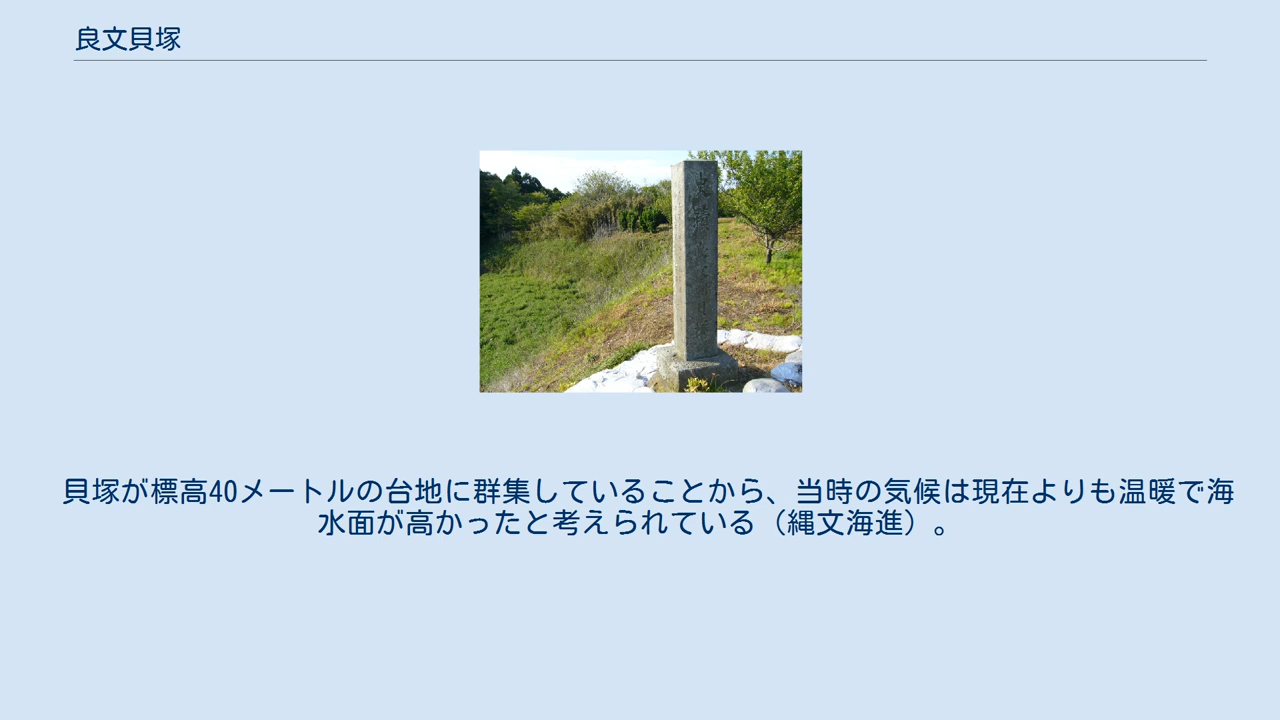 良文貝塚
貝塚が標高40メートルの台地に群集していることから、当時の気候は現在よりも温暖で海
水面が高かったと考えられている（縄文海進）。